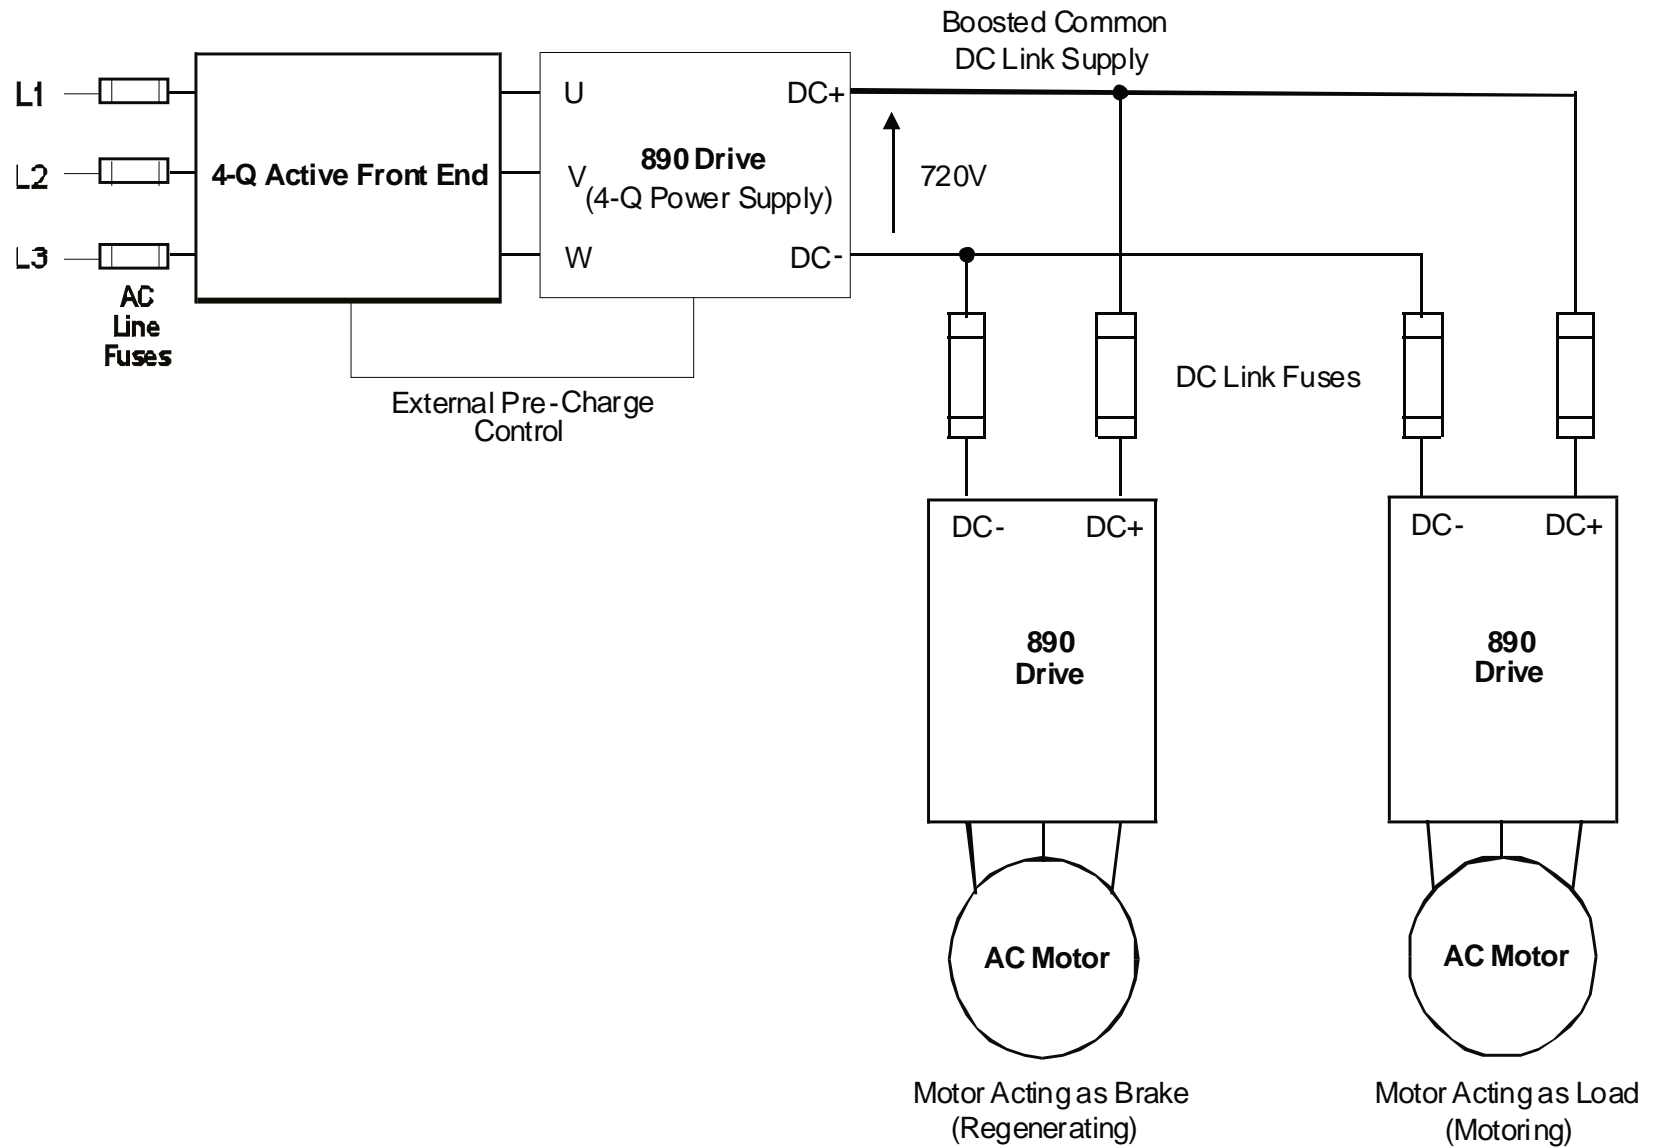 Boosted Common
DC Link Supply
L1
L2
L3
AC
Line
Fuses
4-Q Active Front End
U
V
W
890 Drive
(4-Q Power Supply)
DC+
DC-
720V
External Pre-Charge
Control
DC Link Fuses
DC- DC+
890
Drive
DC- DC+
890
Drive
AC Motor
AC Motor
Motor Acting as Brake
(Regenerating)
Motor Acting as Load
(Motoring)